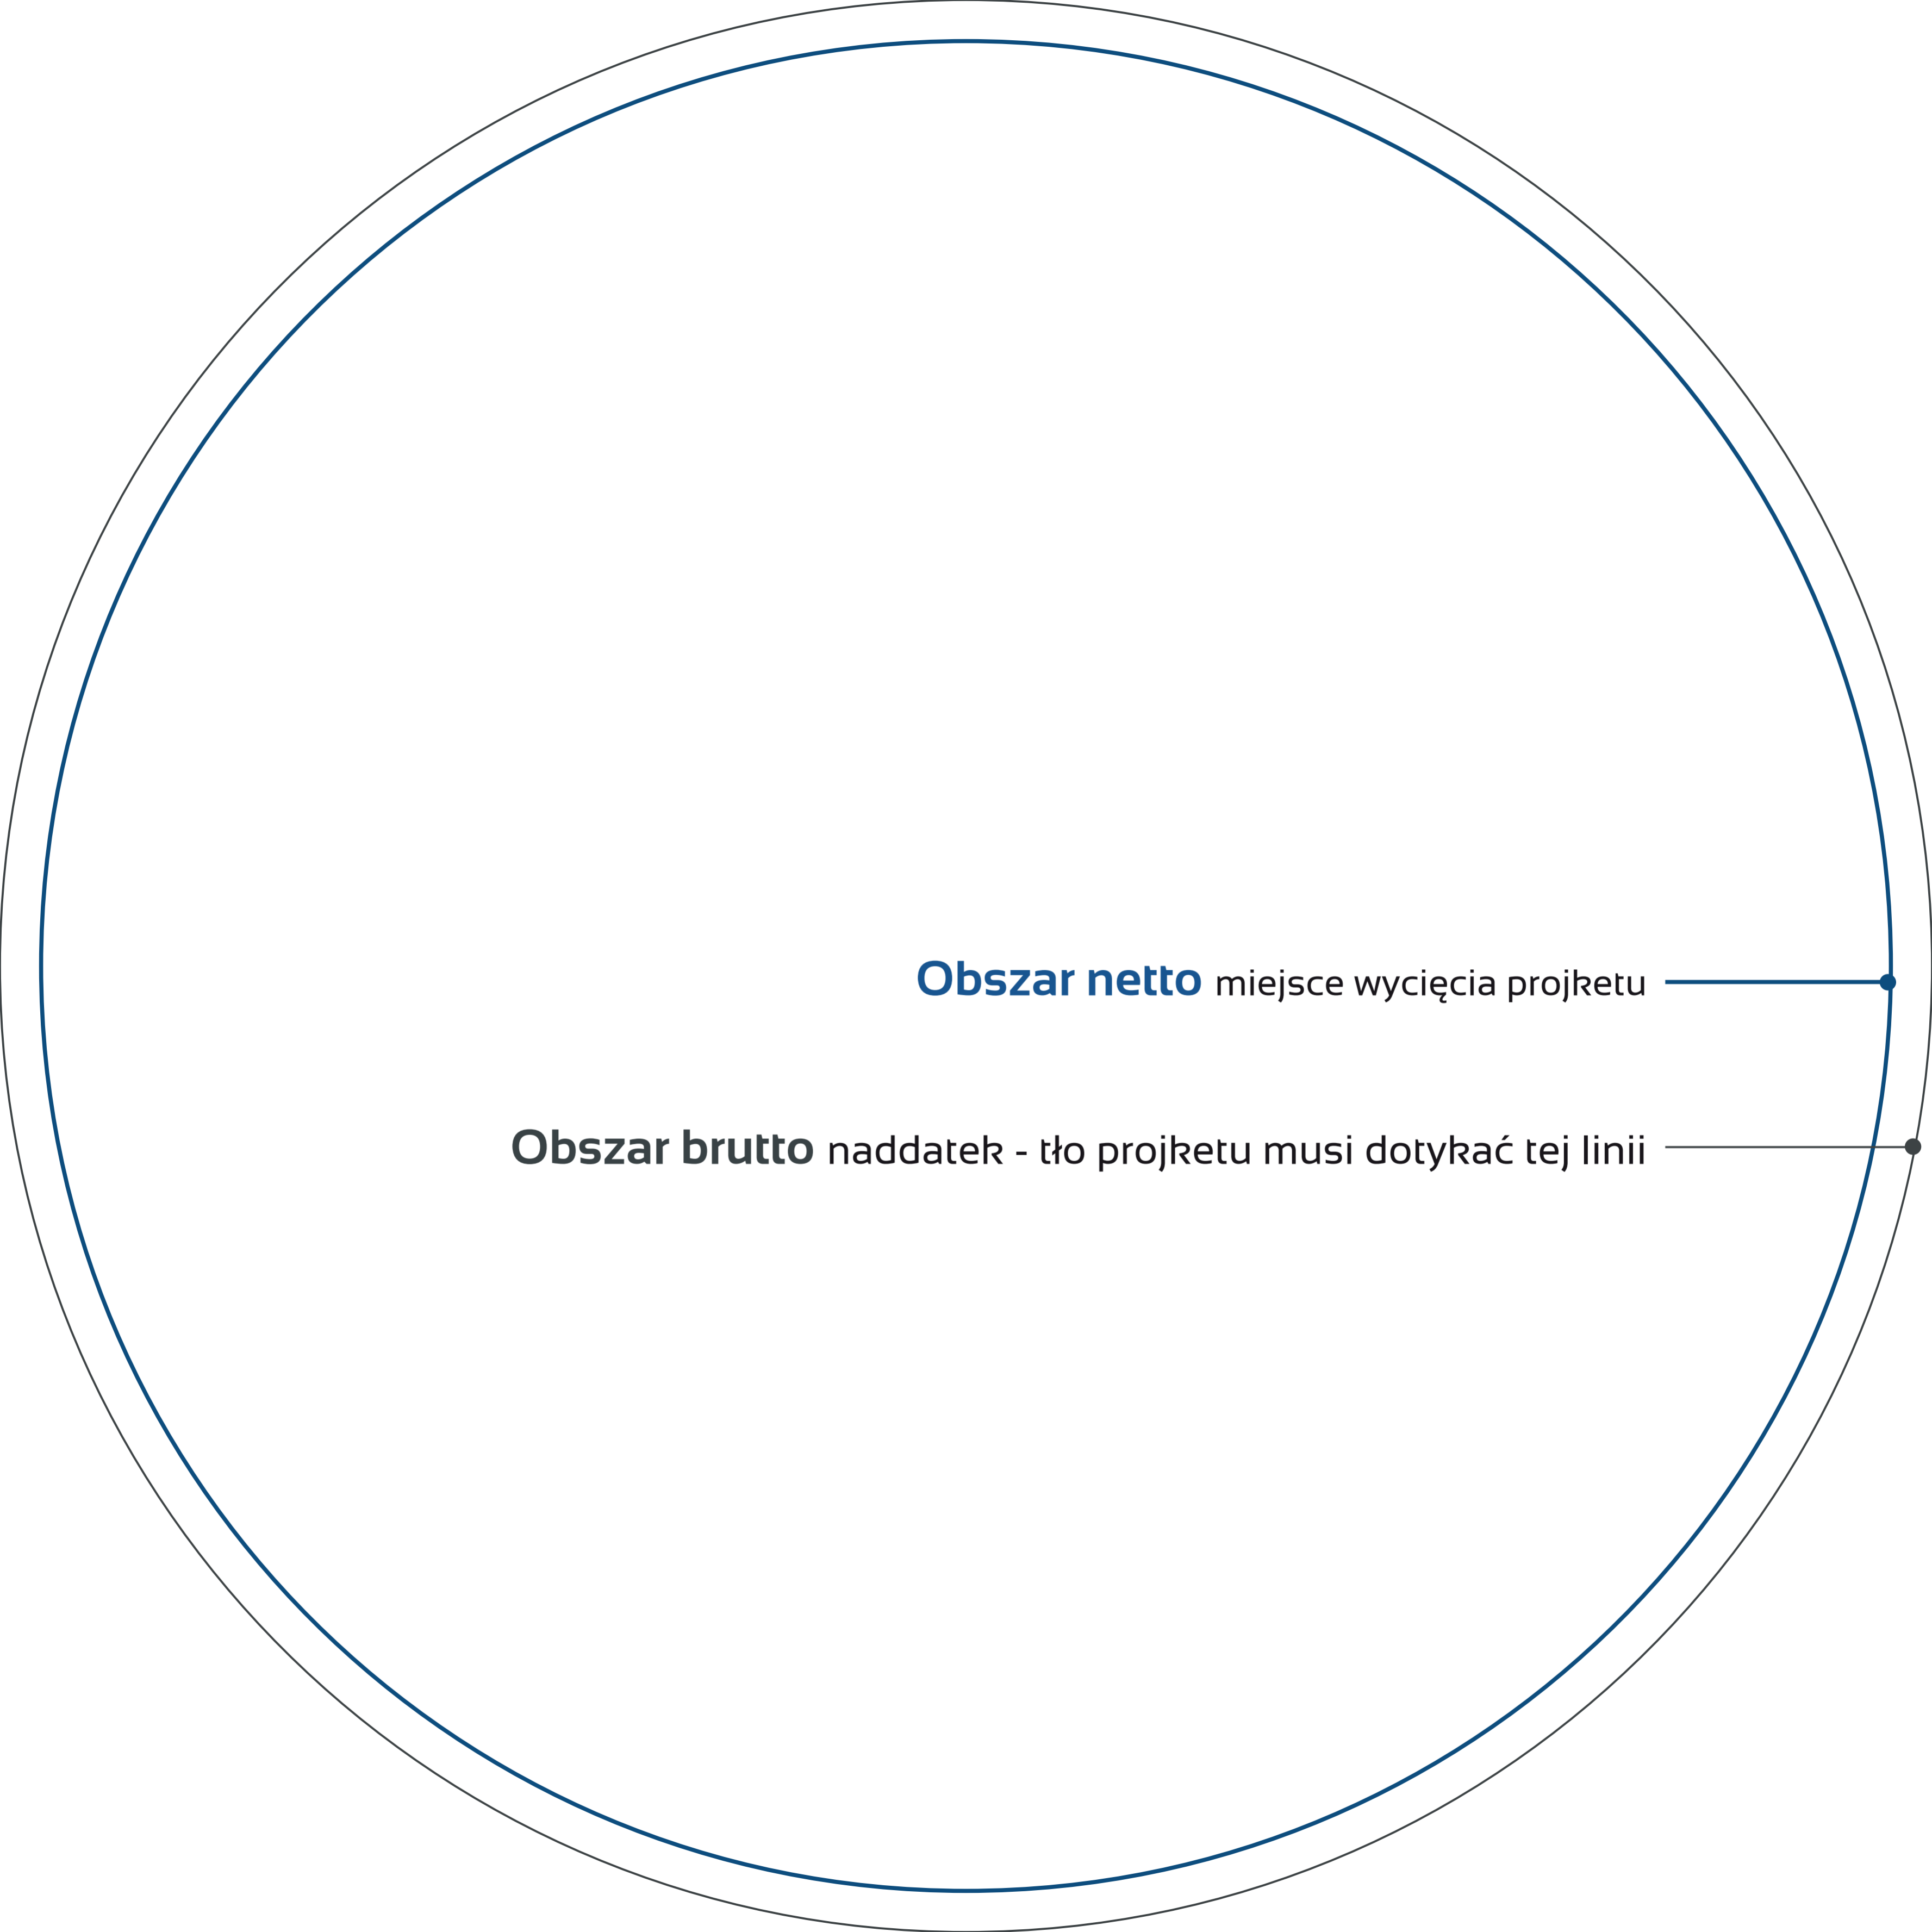 Obszar netto miejsce wycięcia projketu
Obszar brutto naddatek - tło projketu musi dotykać tej linii